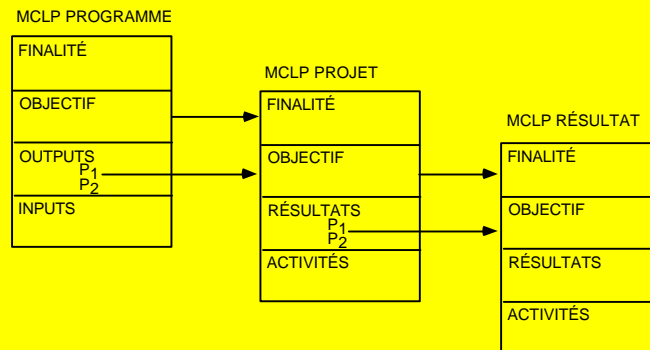 MCLP PROGRAMME
FINALITÉ
OBJECTIF
OUTPUTS
P1
P2
INPUTS
MCLP PROJET
FINALITÉ
OBJECTIF
RÉSULTATS
P1
P2
ACTIVITÉS
MCLP RÉSULTAT
FINALITÉ
OBJECTIF
RÉSULTATS
ACTIVITÉS